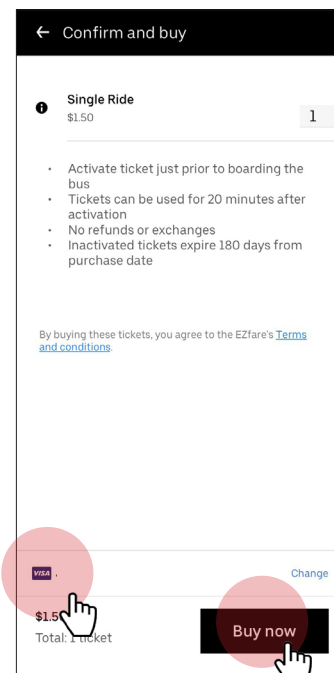 ← Confirm and buy
Single Ride
$1.50
1
• Activate ticket just prior to boarding the
bus
• Tickets can be used for 20 minutes after
activation
• No refunds or exchanges
• Inactivated tickets expire 180 days from
purchase date
By buying these tickets, you agree to the EZfare's Terms
and conditions.
VISA .
Change
$1.5
Total: 1 ticket
Buy now